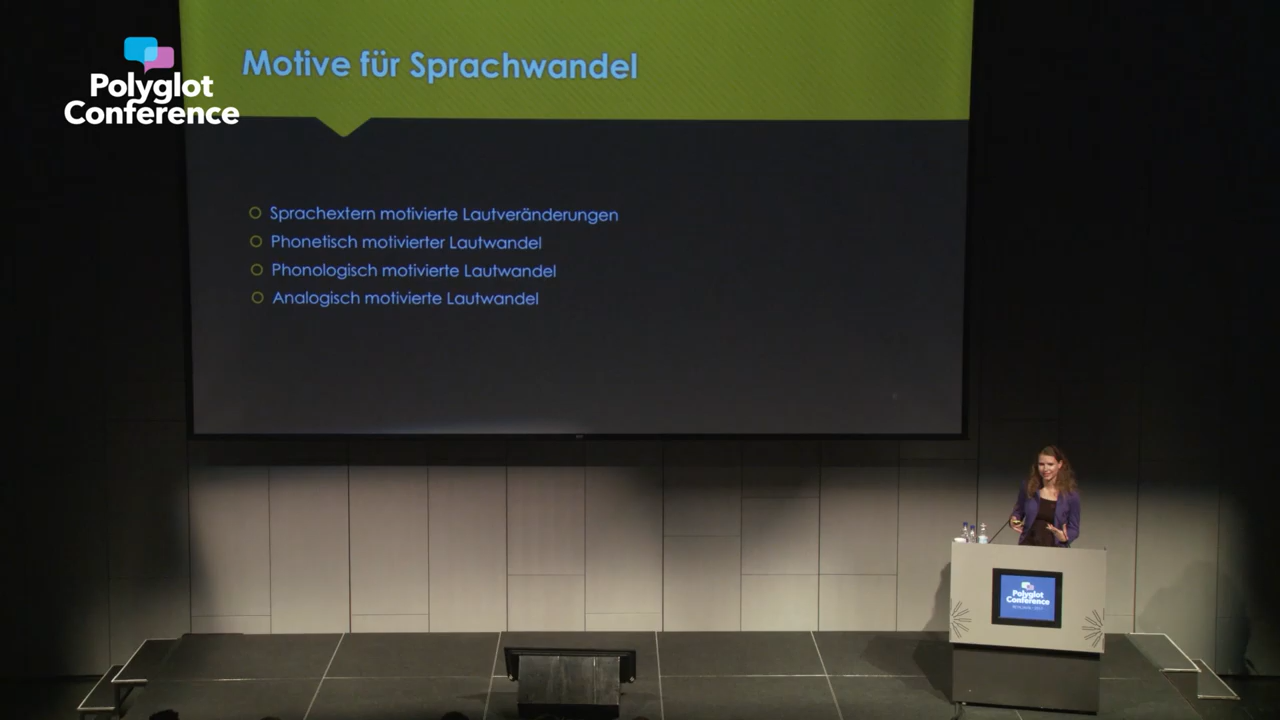 Polyglot
Conference
Motive für Sprachwandel
Sprachextern motivierte Lautveränderungen
Phonetisch motivierter Lautwandel
Phonologisch motivierte Lautwandel
Analogisch motivierte Lautwandel
Polyglot
Conference